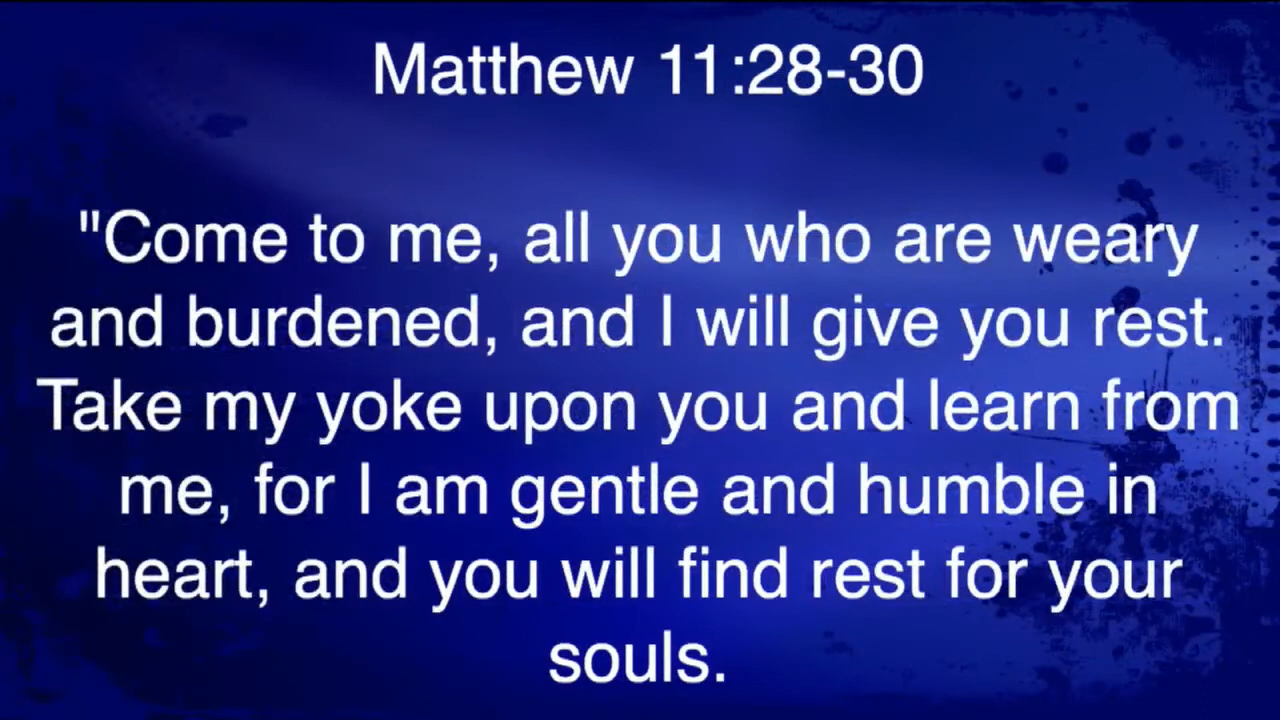 Matthew 11:28-30
"Come to me, all you who are weary
and burdened, and I will give you rest.
Take my yoke upon you and learn from
me, for I am gentle and humble in
heart, and you will find rest for your
souls.